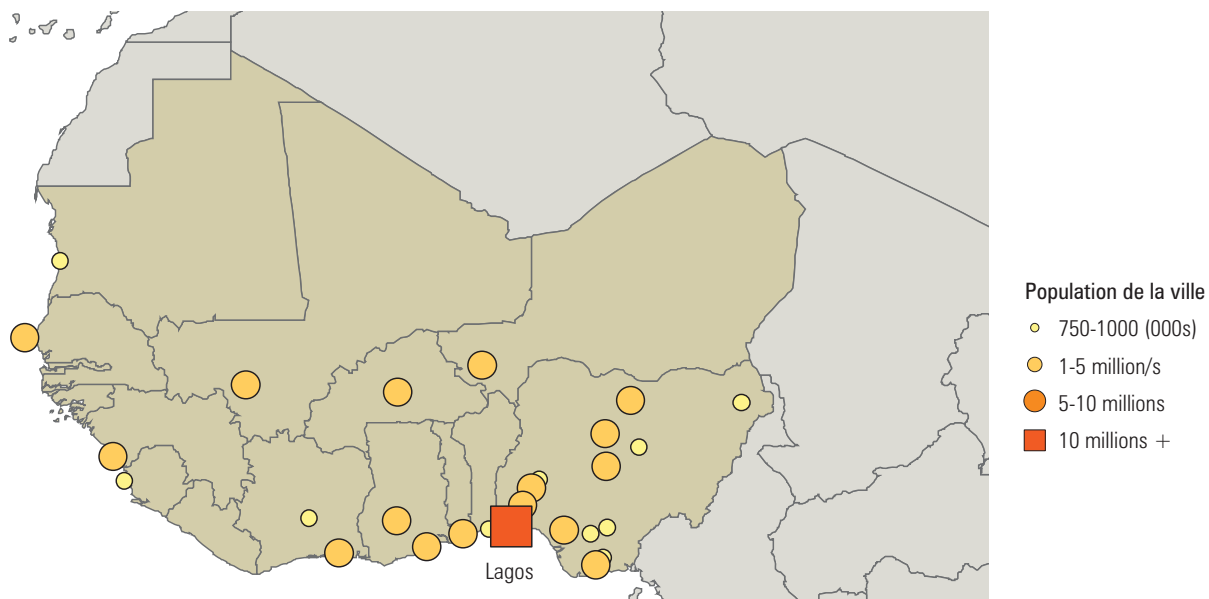 Lagos
Population de la ville
750-1000 (000s)
1-5 million/s
5-10 millions
10 millions +